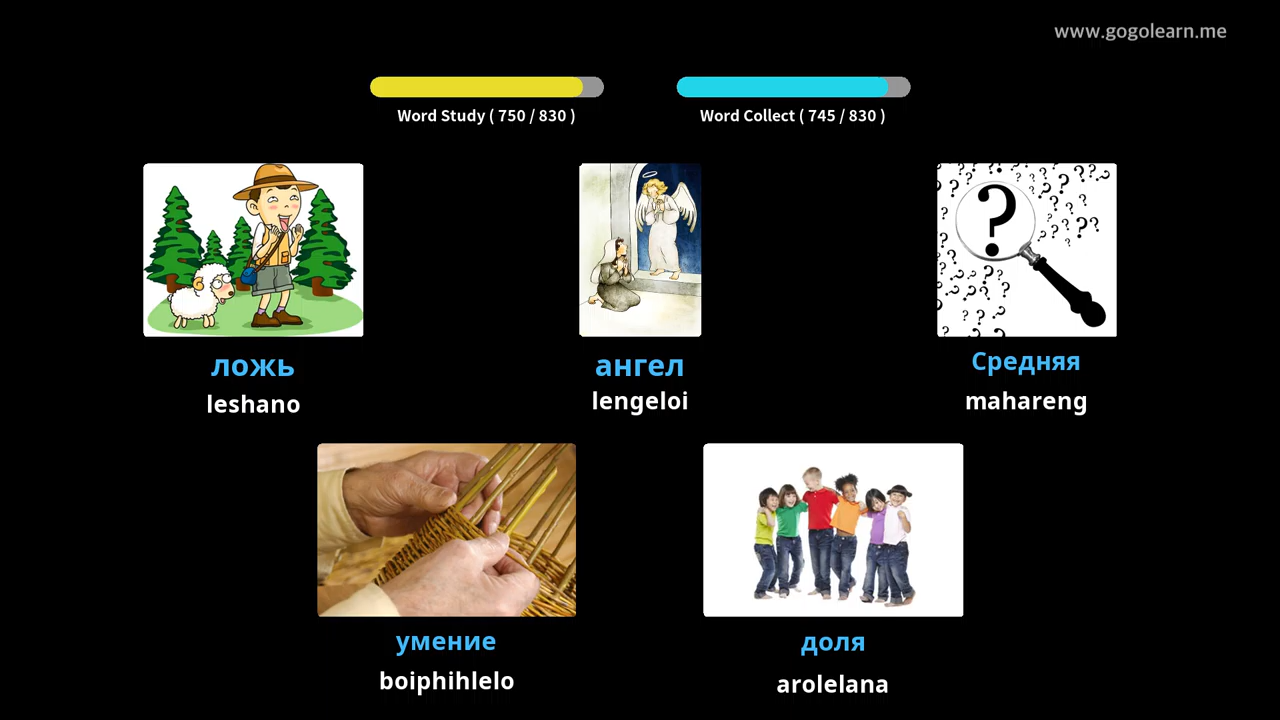 www.gogolearn.me
Word Study ( 750 / 830 )
Word Collect ( 745 / 830 )
ложь
leshano
ангел
lengeloi
Средняя
mahareng
умение
boiphihlelo
доля
arolelana